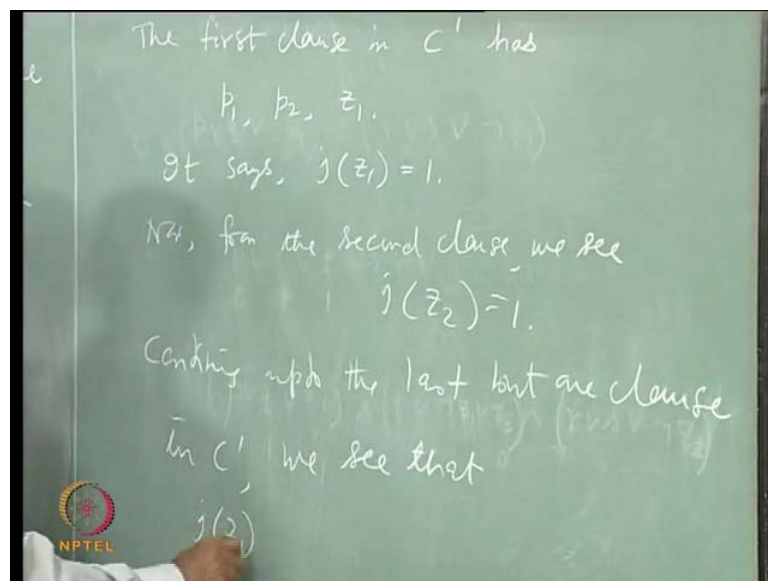 The first clause in C' has
p₁, p₂, z₁.
It says, j(z₁) = 1.
Now, from the second clause, we see
j(z₂) = 1.
Continuing upto the last but one clause
in C', we see that
j(z₁)
NPTEL